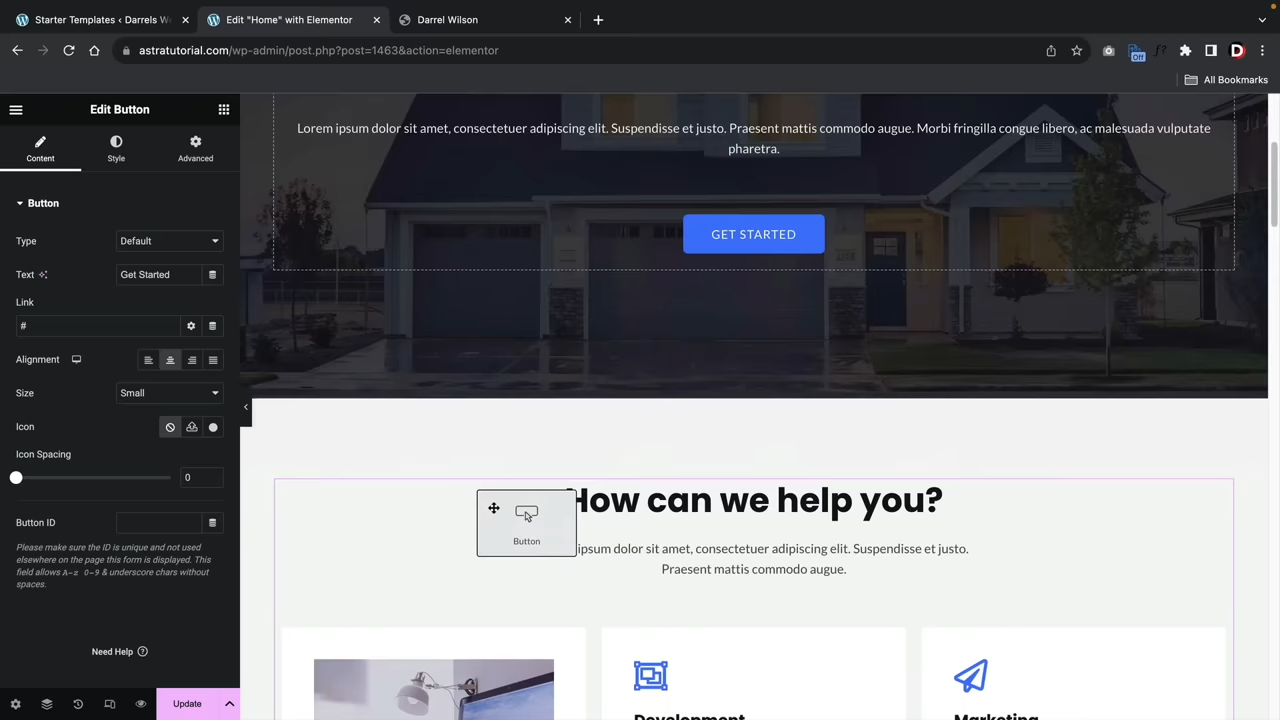 Starter Templates ‹ Darrels W
Edit "Home" with Elementor
Darrel Wilson
astratutorial.com/wp-admin/post.php?post=1463&action=elementor
f?
Off
D
All Bookmarks
Edit Button
Content
Style
Advanced
Button
Type
Default
Text
Get Started
Link
#
Alignment
Size
Small
Icon
Icon Spacing
0
Button ID
Please make sure the ID is unique and not used
elsewhere on the page this form is displayed. This
field allows A-z 0-9 & underscore chars without
spaces.
Need Help
Update
Lorem ipsum dolor sit amet, consectetuer adipiscing elit. Suspendisse et justo. Praesent mattis commodo augue. Morbi fringilla congue libero, ac malesuada vulputate
pharetra.
GET STARTED
How can we help you?
Button
ipsum dolor sit amet, consectetuer adipiscing elit. Suspendisse et justo.
Praesent mattis commodo augue.
Development
Marketing